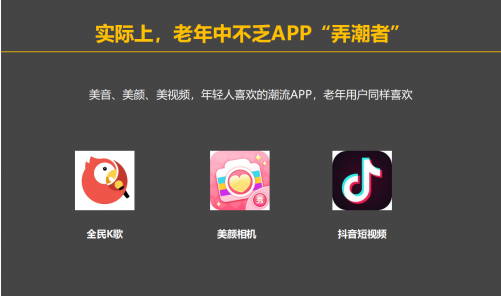 实际上，老年中不乏APP“弄潮者”
美音、美颜、美视频，年轻人喜欢的潮流APP，老年用户同样喜欢
秀
全民K歌
美颜相机
抖音短视频